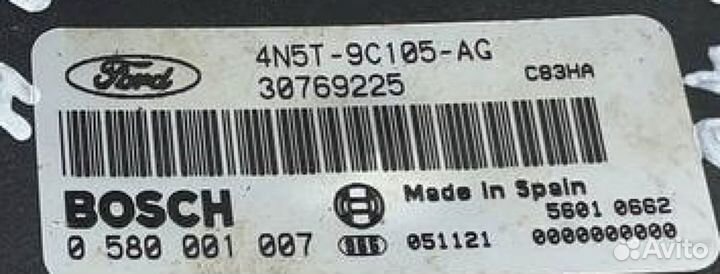 Ford
4N5T-9C105-AG
30769225
C83HA
BOSCH
Made in Spain
5601 0662
0 580 001 007
051121
0000000000
Avito